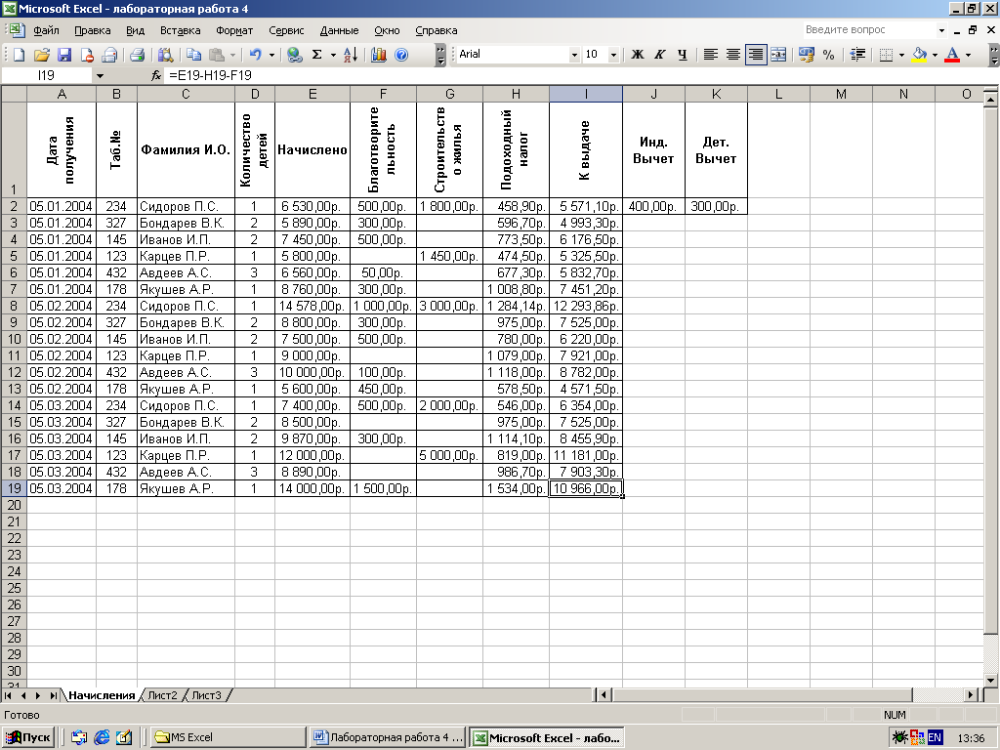 Microsoft Excel - лабораторная работа 4
Файл Правка Вид Вставка Формат Сервис Данные Окно Справка Введите вопрос
Arial 10 Ж К Ч %
I19 fx =E19-H19-F19
A B C D E F G H I J K L M N O
1 Дата получения Таб.№ Фамилия И.О. Количество детей Начислено Благотворите льность Строительств о жилья Подоходный налог К выдаче Инд. Вычет Дет. Вычет
2 05.01.2004 234 Сидоров П.С. 1 6 530,00р. 500,00р. 1 800,00р. 458,90р. 5 571,10р. 400,00р. 300,00р.
3 05.01.2004 327 Бондарев В.К. 2 5 890,00р. 300,00р. 596,70р. 4 993,30р.
4 05.01.2004 145 Иванов И.П. 2 7 450,00р. 500,00р. 773,50р. 6 176,50р.
5 05.01.2004 123 Карцев П.Р. 1 5 800,00р. 1 450,00р. 474,50р. 5 325,50р.
6 05.01.2004 432 Авдеев А.С. 3 6 560,00р. 50,00р. 677,30р. 5 832,70р.
7 05.01.2004 178 Якушев А.Р. 1 8 760,00р. 300,00р. 1 008,80р. 7 451,20р.
8 05.02.2004 234 Сидоров П.С. 1 14 578,00р. 1 000,00р. 3 000,00р. 1 284,14р. 12 293,86р.
9 05.02.2004 327 Бондарев В.К. 2 8 800,00р. 300,00р. 975,00р. 7 525,00р.
10 05.02.2004 145 Иванов И.П. 2 7 500,00р. 500,00р. 780,00р. 6 220,00р.
11 05.02.2004 123 Карцев П.Р. 1 9 000,00р. 1 079,00р. 7 921,00р.
12 05.02.2004 432 Авдеев А.С. 3 10 000,00р. 100,00р. 1 118,00р. 8 782,00р.
13 05.02.2004 178 Якушев А.Р. 1 5 600,00р. 450,00р. 578,50р. 4 571,50р.
14 05.03.2004 234 Сидоров П.С. 1 7 400,00р. 500,00р. 2 000,00р. 546,00р. 6 354,00р.
15 05.03.2004 327 Бондарев В.К. 2 8 500,00р. 975,00р. 7 525,00р.
16 05.03.2004 145 Иванов И.П. 2 9 870,00р. 300,00р. 1 114,10р. 8 455,90р.
17 05.03.2004 123 Карцев П.Р. 1 12 000,00р. 5 000,00р. 819,00р. 11 181,00р.
18 05.03.2004 432 Авдеев А.С. 3 8 890,00р. 986,70р. 7 903,30р.
19 05.03.2004 178 Якушев А.Р. 1 14 000,00р. 1 500,00р. 1 534,00р. 10 966,00р.
20
21
22
23
24
25
26
27
28
29
30
31
Начисления Лист2 Лист3
Готово NUM
Пуск MS Excel Лабораторная работа 4 ... Microsoft Excel - лабо... EN 13:36